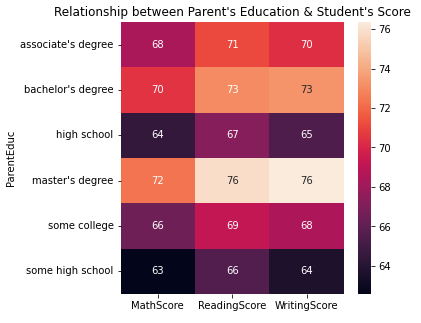 Relationship between Parent's Education & Student's Score
ParentEduc
associate's degree 68 71 70
bachelor's degree 70 73 73
high school 64 67 65
master's degree 72 76 76
some college 66 69 68
some high school 63 66 64
MathScore ReadingScore WritingScore
76
74
72
70
68
66
64